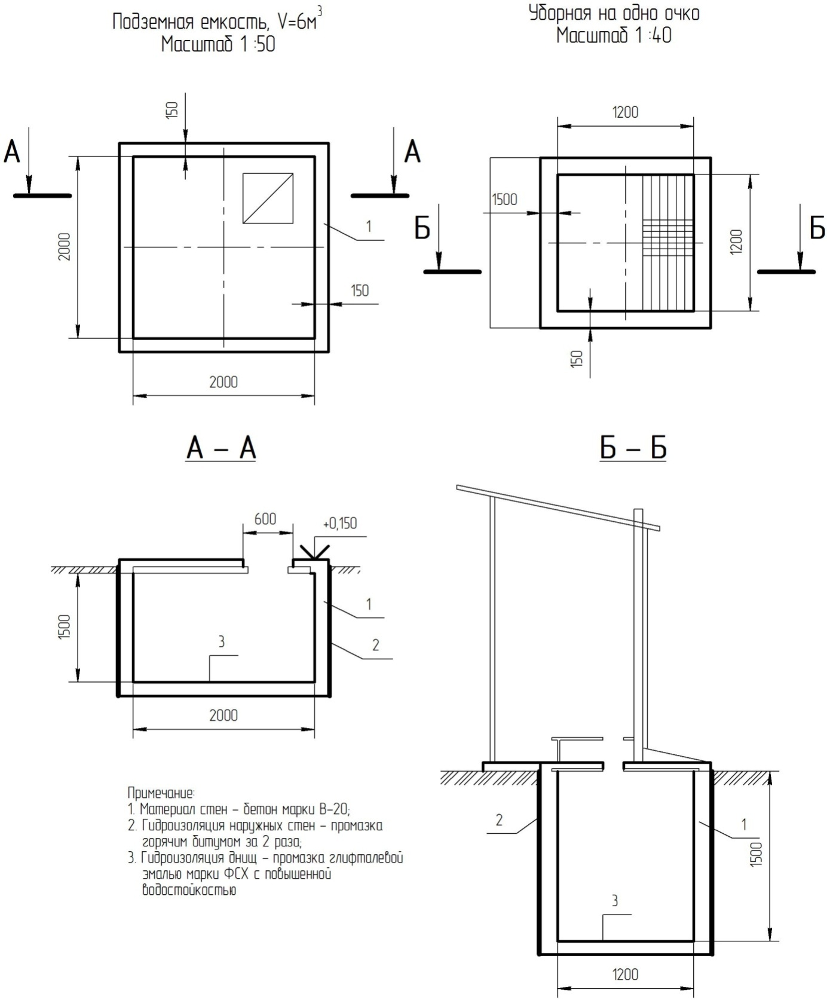 Подземная емкость, V=6м³
Масштаб 1:50
Уборная на одно очко
Масштаб 1:40
150
А
А
2000
1
150
2000
1200
1500
Б
Б
1200
150
А – А
Б – Б
600
+0,150
1500
1
3
2
2000
2
1
1500
3
1200
Примечание:
1. Материал стен – бетон марки В-20;
2. Гидроизоляция наружных стен – промазка
горячим битумом за 2 раза;
3. Гидроизоляция днищ – промазка глифталевой
эмалью марки ФСХ с повышенной
водостойкостью